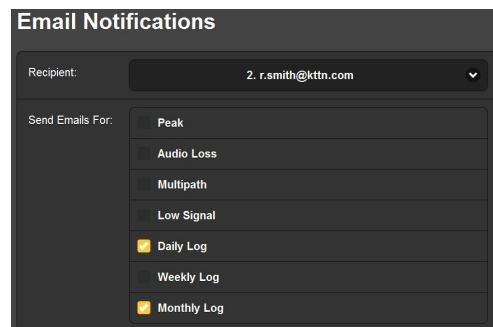 Email Notifications
Recipient:
2. r.smith@kttn.com
Send Emails For:
Peak
Audio Loss
Multipath
Low Signal
Daily Log
Weekly Log
Monthly Log